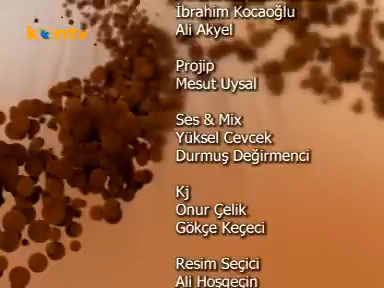 İbrahim Kocaoğlu
kontv
Ali Akyel
Projip
Mesut Uysal
Ses & Mix
Yüksel Cevcek
Durmuş Değirmenci
Kj
Onur Çelik
Gökçe Keçeci
Resim Seçici
Ali Hoşgeçin